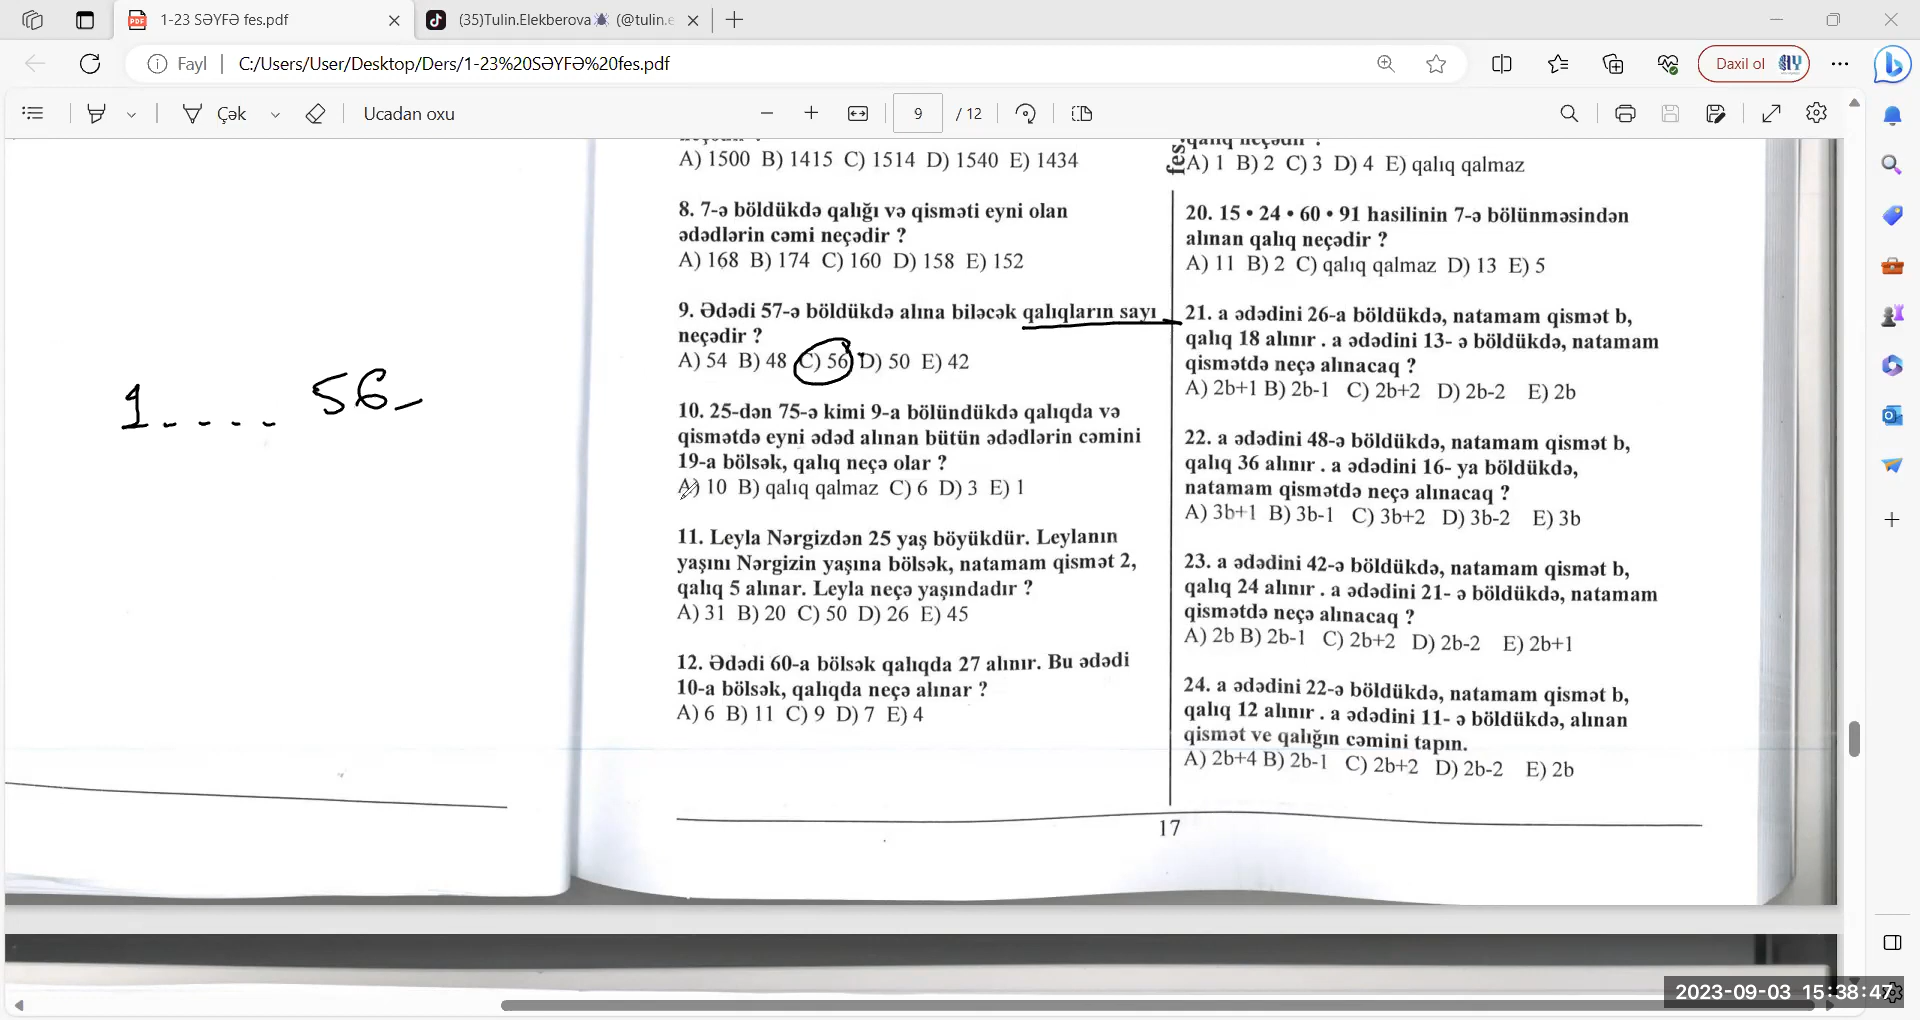 1-23 SƏYFƏ fes.pdf
(35)Tulin.Elekberova🕷 (@tulin.e
Fayl
C:/Users/User/Desktop/Ders/1-23%20SƏYFƏ%20fes.pdf
Daxil ol
Çək
Ucadan oxu
9 / 12
A) 1500 B) 1415 C) 1514 D) 1540 E) 1434
8. 7-ə böldükdə qalığı və qisməti eyni olan
ədədlərin cəmi neçədir ?
A) 168 B) 174 C) 160 D) 158 E) 152
9. Ədədi 57-ə böldükdə alına biləcək qalıqların sayı
neçədir ?
A) 54 B) 48 C) 56 D) 50 E) 42
1.... 56
10. 25-dən 75-ə kimi 9-a bölündükdə qalıqda və
qismətdə eyni ədəd alınan bütün ədədlərin cəmini
19-a bölsək, qalıq neçə olar ?
A) 10 B) qalıq qalmaz C) 6 D) 3 E) 1
11. Leyla Nərgizdən 25 yaş böyükdür. Leylanın
yaşını Nərgizin yaşına bölsək, natamam qismət 2,
qalıq 5 alınar. Leyla neçə yaşındadır ?
A) 31 B) 20 C) 50 D) 26 E) 45
12. Ədədi 60-a bölsək qalıqda 27 alınır. Bu ədədi
10-a bölsək, qalıqda neçə alınar ?
A) 6 B) 11 C) 9 D) 7 E) 4
fes.
qalıq neçədir ?
A) 1 B) 2 C) 3 D) 4 E) qalıq qalmaz
20. 15 • 24 • 60 • 91 hasilinin 7-ə bölünməsindən
alınan qalıq neçədir ?
A) 11 B) 2 C) qalıq qalmaz D) 13 E) 5
21. a ədədini 26-a böldükdə, natamam qismət b,
qalıq 18 alınır . a ədədini 13- ə böldükdə, natamam
qismətdə neçə alınacaq ?
A) 2b+1 B) 2b-1 C) 2b+2 D) 2b-2 E) 2b
22. a ədədini 48-ə böldükdə, natamam qismət b,
qalıq 36 alınır . a ədədini 16- ya böldükdə,
natamam qismətdə neçə alınacaq ?
A) 3b+1 B) 3b-1 C) 3b+2 D) 3b-2 E) 3b
23. a ədədini 42-ə böldükdə, natamam qismət b,
qalıq 24 alınır . a ədədini 21- ə böldükdə, natamam
qismətdə neçə alınacaq ?
A) 2b B) 2b-1 C) 2b+2 D) 2b-2 E) 2b+1
24. a ədədini 22-ə böldükdə, natamam qismət b,
qalıq 12 alınır . a ədədini 11- ə böldükdə, alınan
qismət ve qalığın cəmini tapın.
A) 2b+4 B) 2b-1 C) 2b+2 D) 2b-2 E) 2b
17
2023-09-03 15:38:47